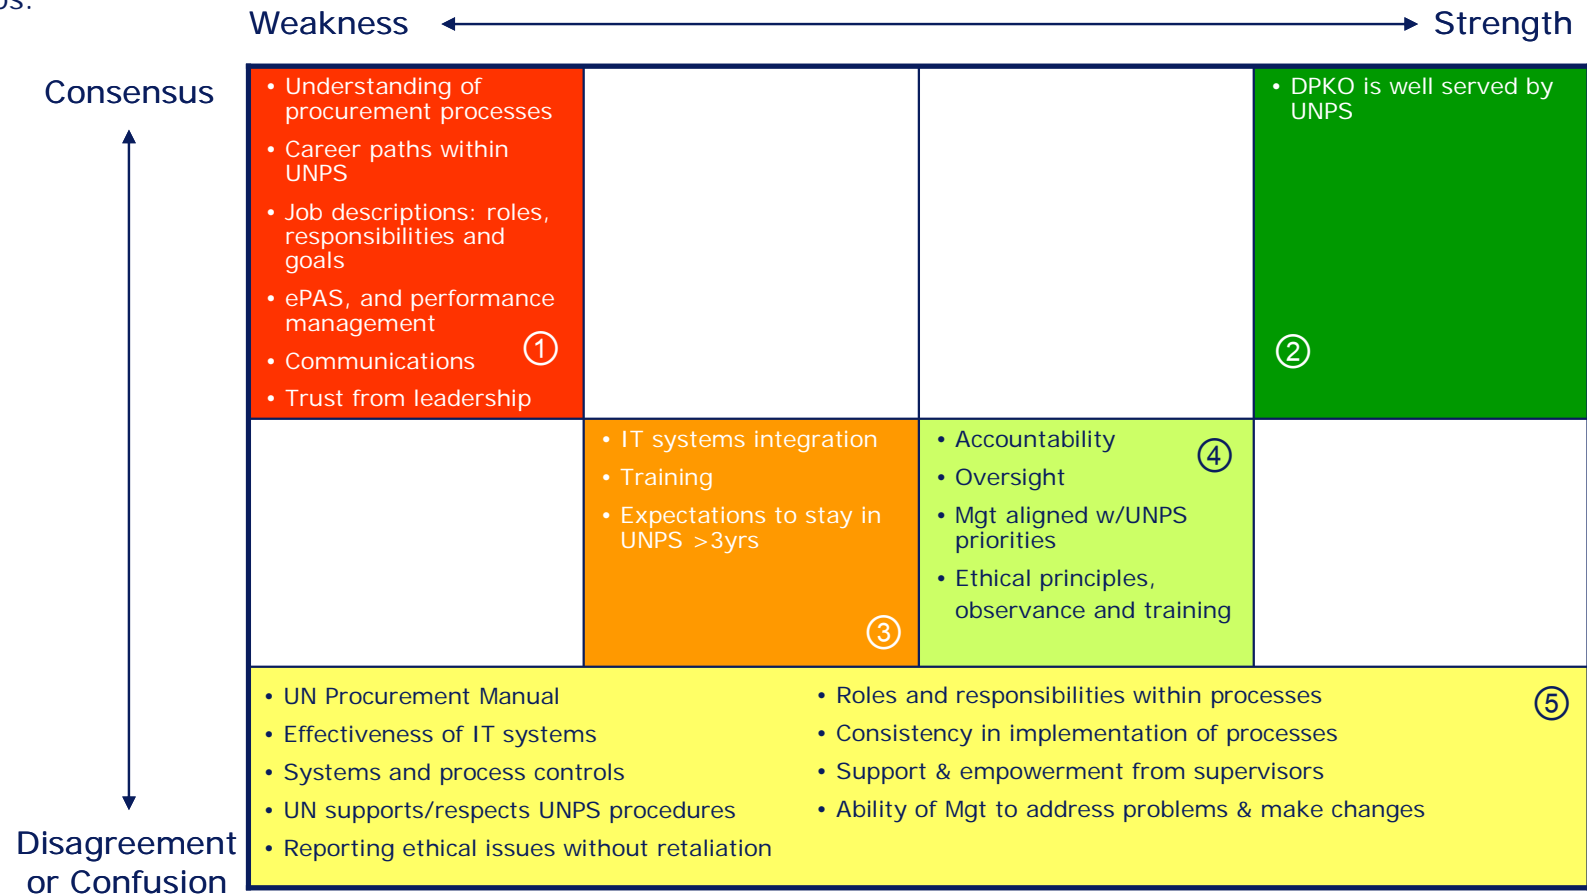 Weakness
Strength
Consensus
Disagreement
or Confusion
• Understanding of
procurement processes
• Career paths within
UNPS
• Job descriptions: roles,
responsibilities and
goals
• ePAS, and performance
management
• Communications
• Trust from leadership
①
• DPKO is well served by
UNPS
②
• IT systems integration
• Training
• Expectations to stay in
UNPS >3yrs
③
• Accountability
• Oversight
• Mgt aligned w/UNPS
priorities
• Ethical principles,
observance and training
④
• UN Procurement Manual
• Effectiveness of IT systems
• Systems and process controls
• UN supports/respects UNPS procedures
• Reporting ethical issues without retaliation
• Roles and responsibilities within processes
• Consistency in implementation of processes
• Support & empowerment from supervisors
• Ability of Mgt to address problems & make changes
⑤